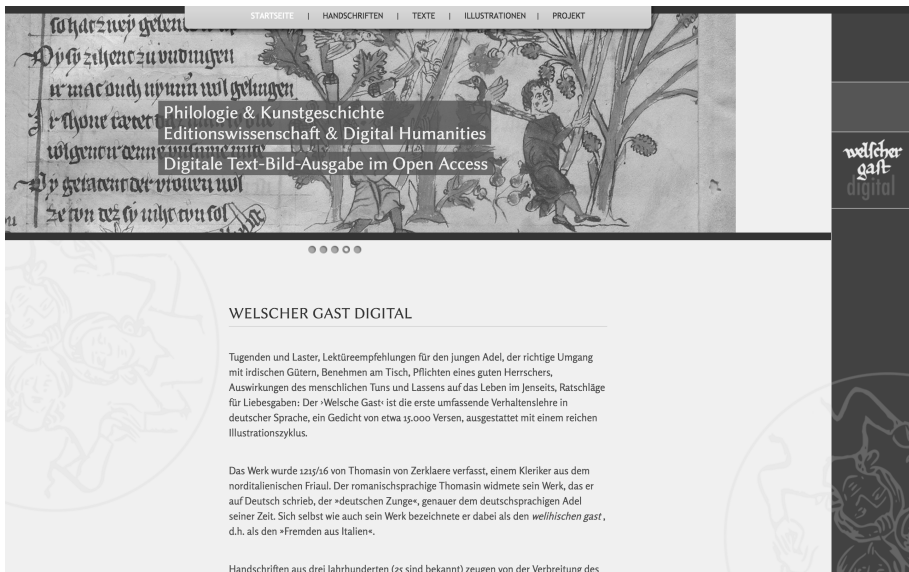 STARTSEITE | HANDSCHRIFTEN | TEXTE | ILLUSTRATIONEN | PROJEKT
Philologie & Kunstgeschichte
Editionswissenschaft & Digital Humanities
Digitale Text-Bild-Ausgabe im Open Access
welscher
gast
digital
WELSCHER GAST DIGITAL
Tugenden und Laster, Lektüreempfehlungen für den jungen Adel, der richtige Umgang
mit irdischen Gütern, Benehmen am Tisch, Pflichten eines guten Herrschers,
Auswirkungen des menschlichen Tuns und Lassens auf das Leben im Jenseits, Ratschläge
für Liebesgaben: Der ›Welsche Gast‹ ist die erste umfassende Verhaltenslehre in
deutscher Sprache, ein Gedicht von etwa 15.000 Versen, ausgestattet mit einem reichen
Illustrationszyklus.
Das Werk wurde 1215/16 von Thomasin von Zerklaere verfasst, einem Kleriker aus dem
norditalienischen Friaul. Der romanischsprachige Thomasin widmete sein Werk, das er
auf Deutsch schrieb, der »deutschen Zunge«, genauer dem deutschsprachigen Adel
seiner Zeit. Sich selbst wie auch sein Werk bezeichnete er dabei als den welihischen gast ,
d.h. als den »Fremden aus Italien«.
Handschriften aus drei Jahrhunderten (25 sind bekannt) zeugen von der Verbreitung des